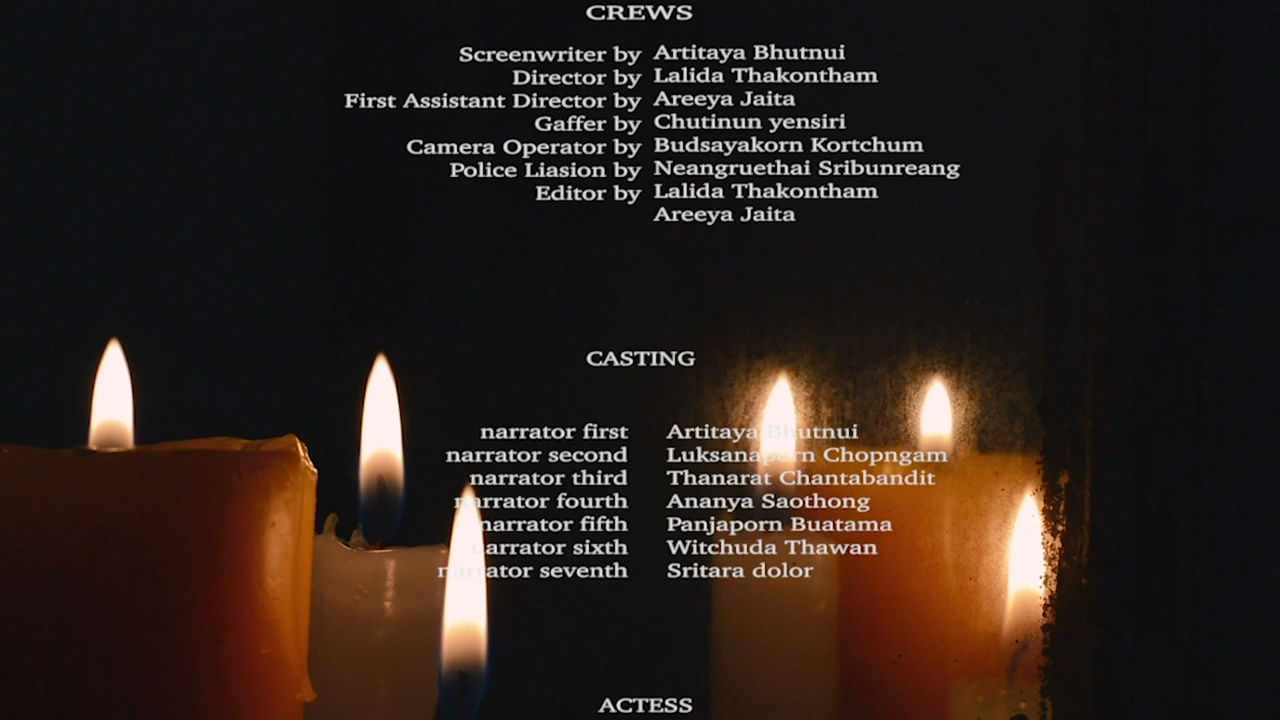 CREWS
Screenwriter by Artitaya Bhutnui
Director by Lalida Thakontham
First Assistant Director by Areeya Jaita
Gaffer by Chutinun yensiri
Camera Operator by Budsayakorn Kortchum
Police Liasion by Neangruethai Sribunreang
Editor by Lalida Thakontham
Areeya Jaita
CASTING
narrator first Artitaya Bhutnui
narrator second Luksanaporn Chopngam
narrator third Thanarat Chantabandit
narrator fourth Ananya Saothong
narrator fifth Panjaporn Buatama
narrator sixth Witchuda Thawan
narrator seventh Sritara dolor
ACTESS